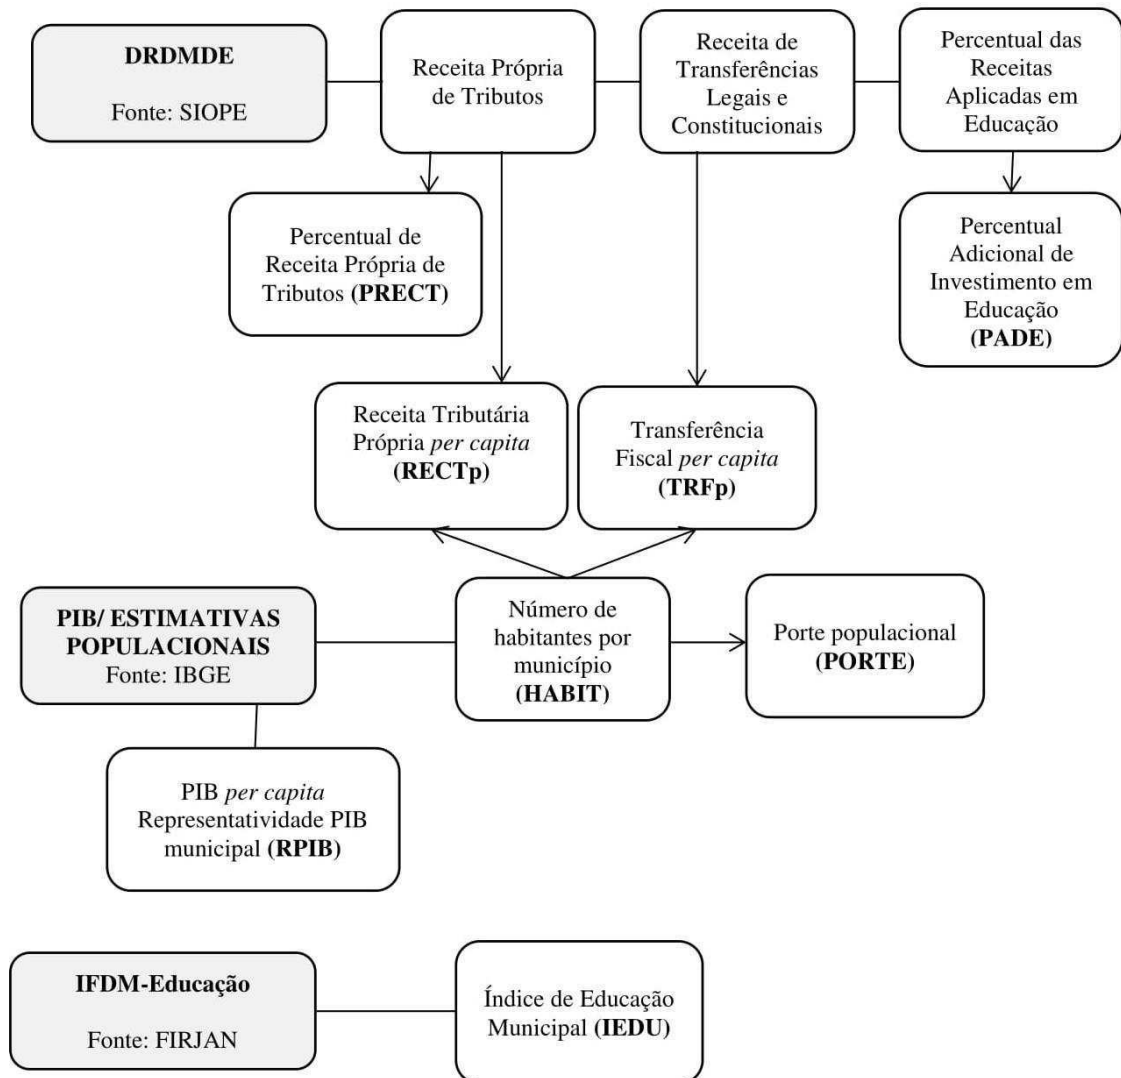 DRDMDE
Fonte: SIOPE
Receita Própria
de Tributos
Receita de
Transferências
Legais e
Constitucionais
Percentual das
Receitas
Aplicadas em
Educação
Percentual de
Receita Própria de
Tributos (PRECT)
Percentual
Adicional de
Investimento em
Educação
(PADE)
Receita Tributária
Própria per capita
(RECTp)
Transferência
Fiscal per capita
(TRFp)
PIB/ ESTIMATIVAS
POPULACIONAIS
Fonte: IBGE
Número de
habitantes por
município
(HABIT)
Porte populacional
(PORTE)
PIB per capita
Representatividade PIB
municipal (RPIB)
IFDM-Educação
Fonte: FIRJAN
Índice de Educação
Municipal (IEDU)